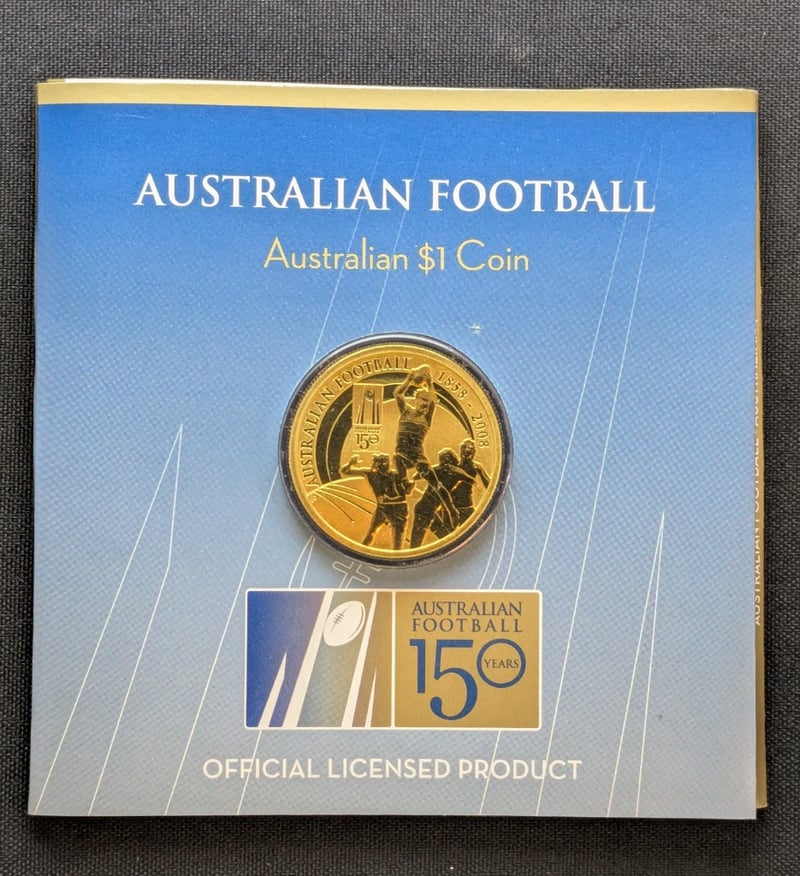 AUSTRALIAN FOOTBALL
Australian $1 Coin
AUSTRALIAN FOOTBALL 1858 - 2008
150
AUSTRALIAN
FOOTBALL
150
YEARS
OFFICIAL LICENSED PRODUCT